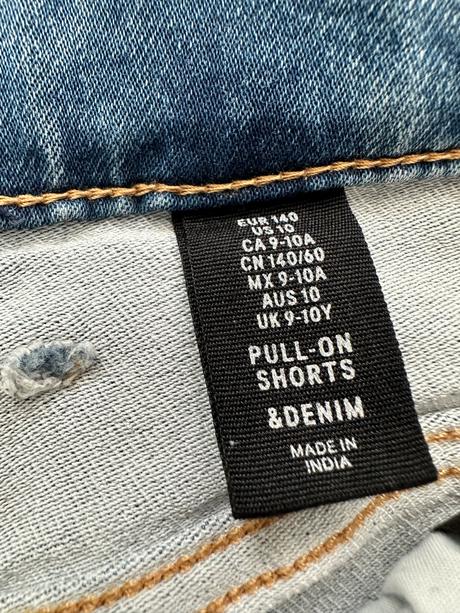 EUR 140
US 10
CA 9-10A
CN 140/60
MX 9-10A
AUS 10
UK 9-10Y
PULL-ON
SHORTS
&DENIM
MADE IN
INDIA